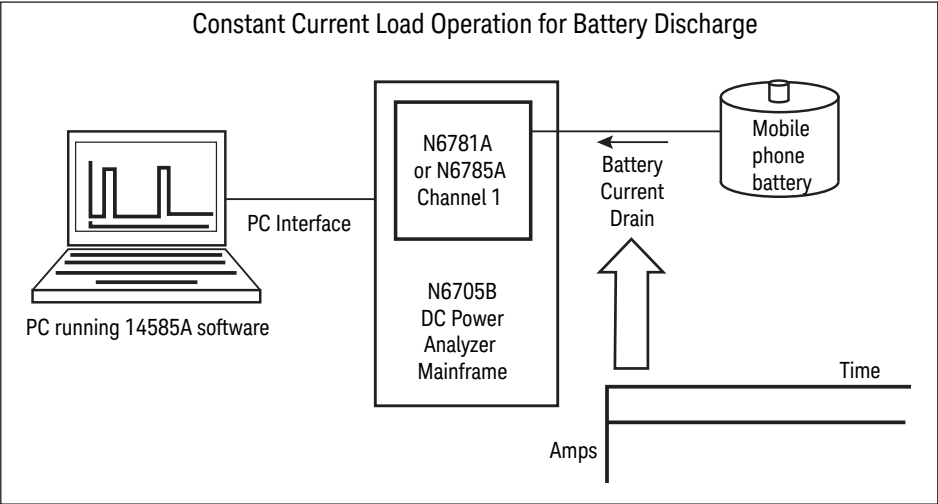 Constant Current Load Operation for Battery Discharge
N6781A
or N6785A
Channel 1
Mobile
phone
battery
Battery
Current
Drain
PC Interface
N6705B
DC Power
Analyzer
Mainframe
PC running 14585A software
Time
Amps